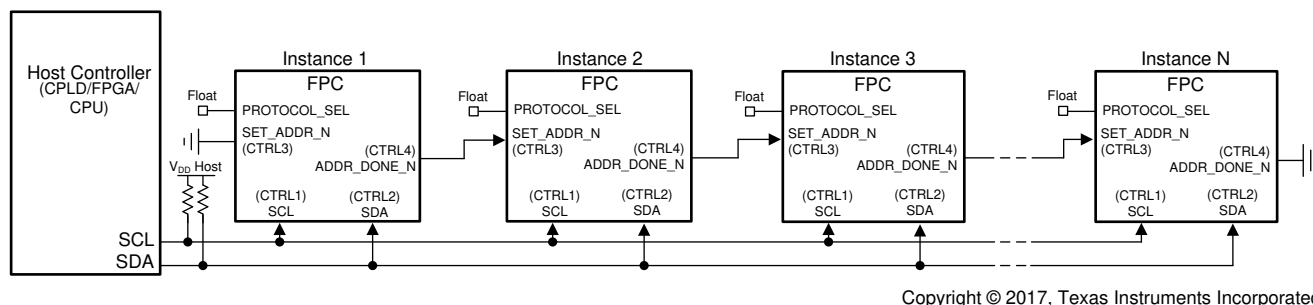 Host Controller
(CPLD/FPGA/
CPU)
SCL
SDA
V_DD Host
Instance 1
FPC
Float
PROTOCOL_SEL
SET_ADDR_N
(CTRL3)
(CTRL4)
ADDR_DONE_N
(CTRL1)
SCL
(CTRL2)
SDA
Instance 2
FPC
Float
PROTOCOL_SEL
SET_ADDR_N
(CTRL3)
(CTRL4)
ADDR_DONE_N
(CTRL1)
SCL
(CTRL2)
SDA
Instance 3
FPC
Float
PROTOCOL_SEL
SET_ADDR_N
(CTRL3)
(CTRL4)
ADDR_DONE_N
(CTRL1)
SCL
(CTRL2)
SDA
Instance N
FPC
Float
PROTOCOL_SEL
SET_ADDR_N
(CTRL3)
(CTRL4)
ADDR_DONE_N
(CTRL1)
SCL
(CTRL2)
SDA
Copyright © 2017, Texas Instruments Incorporated